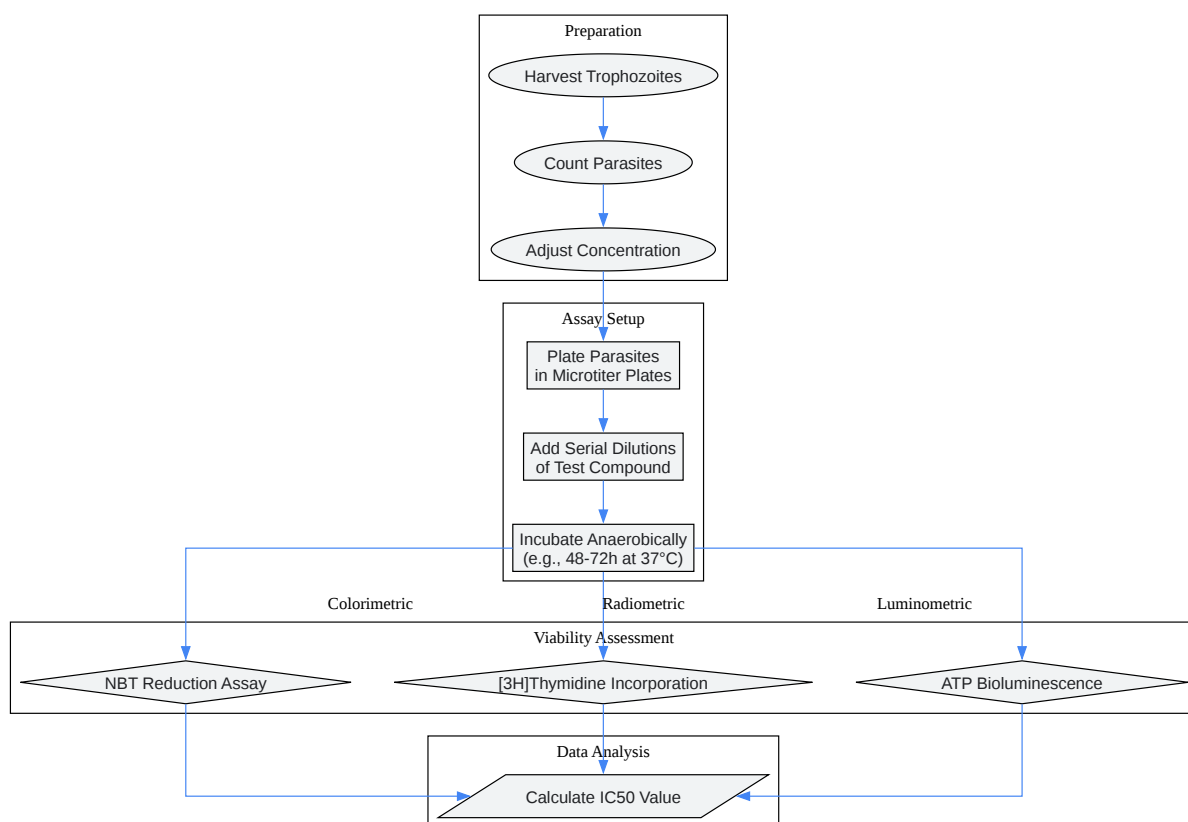 Preparation
Harvest Trophozoites
Count Parasites
Adjust Concentration
Assay Setup
Plate Parasites
in Microtiter Plates
Add Serial Dilutions
of Test Compound
Incubate Anaerobically
(e.g., 48-72h at 37°C)
Colorimetric
Radiometric
Luminometric
Viability Assessment
NBT Reduction Assay
[3H]Thymidine Incorporation
ATP Bioluminescence
Data Analysis
Calculate IC50 Value